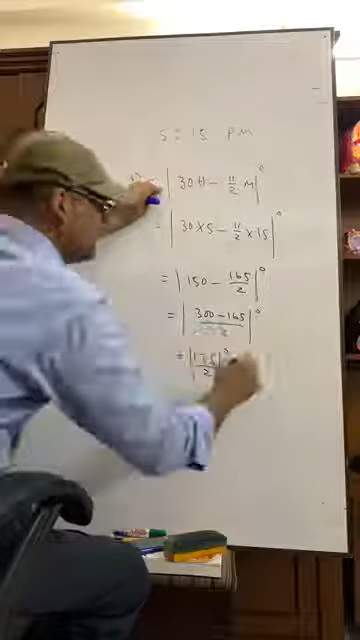 5 : 15 PM
= | 30H - 11/2 M |°
= | 30 × 5 - 11/2 × 15 |°
= | 150 - 165/2 |°
= | 300 - 165 / 2 |°
= | 135/2 |°